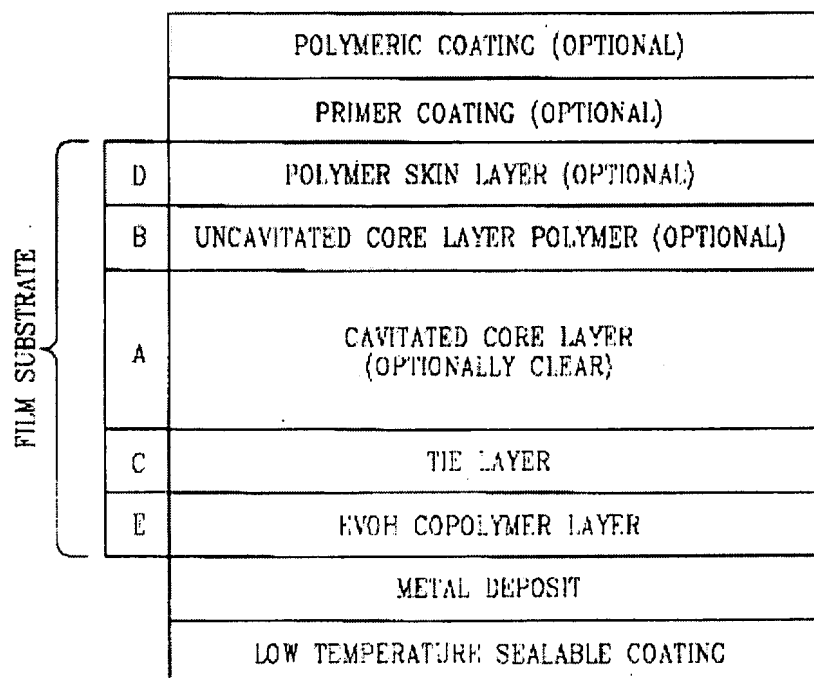 POLYMERIC COATING (OPTIONAL)
PRIMER COATING (OPTIONAL)
FILM SUBSTRATE
D POLYMER SKIN LAYER (OPTIONAL)
B UNCAVITATED CORE LAYER POLYMER (OPTIONAL)
A CAVITATED CORE LAYER
(OPTIONALLY CLEAR)
C TIE LAYER
E EVOH COPOLYMER LAYER
METAL DEPOSIT
LOW TEMPERATURE SEALABLE COATING